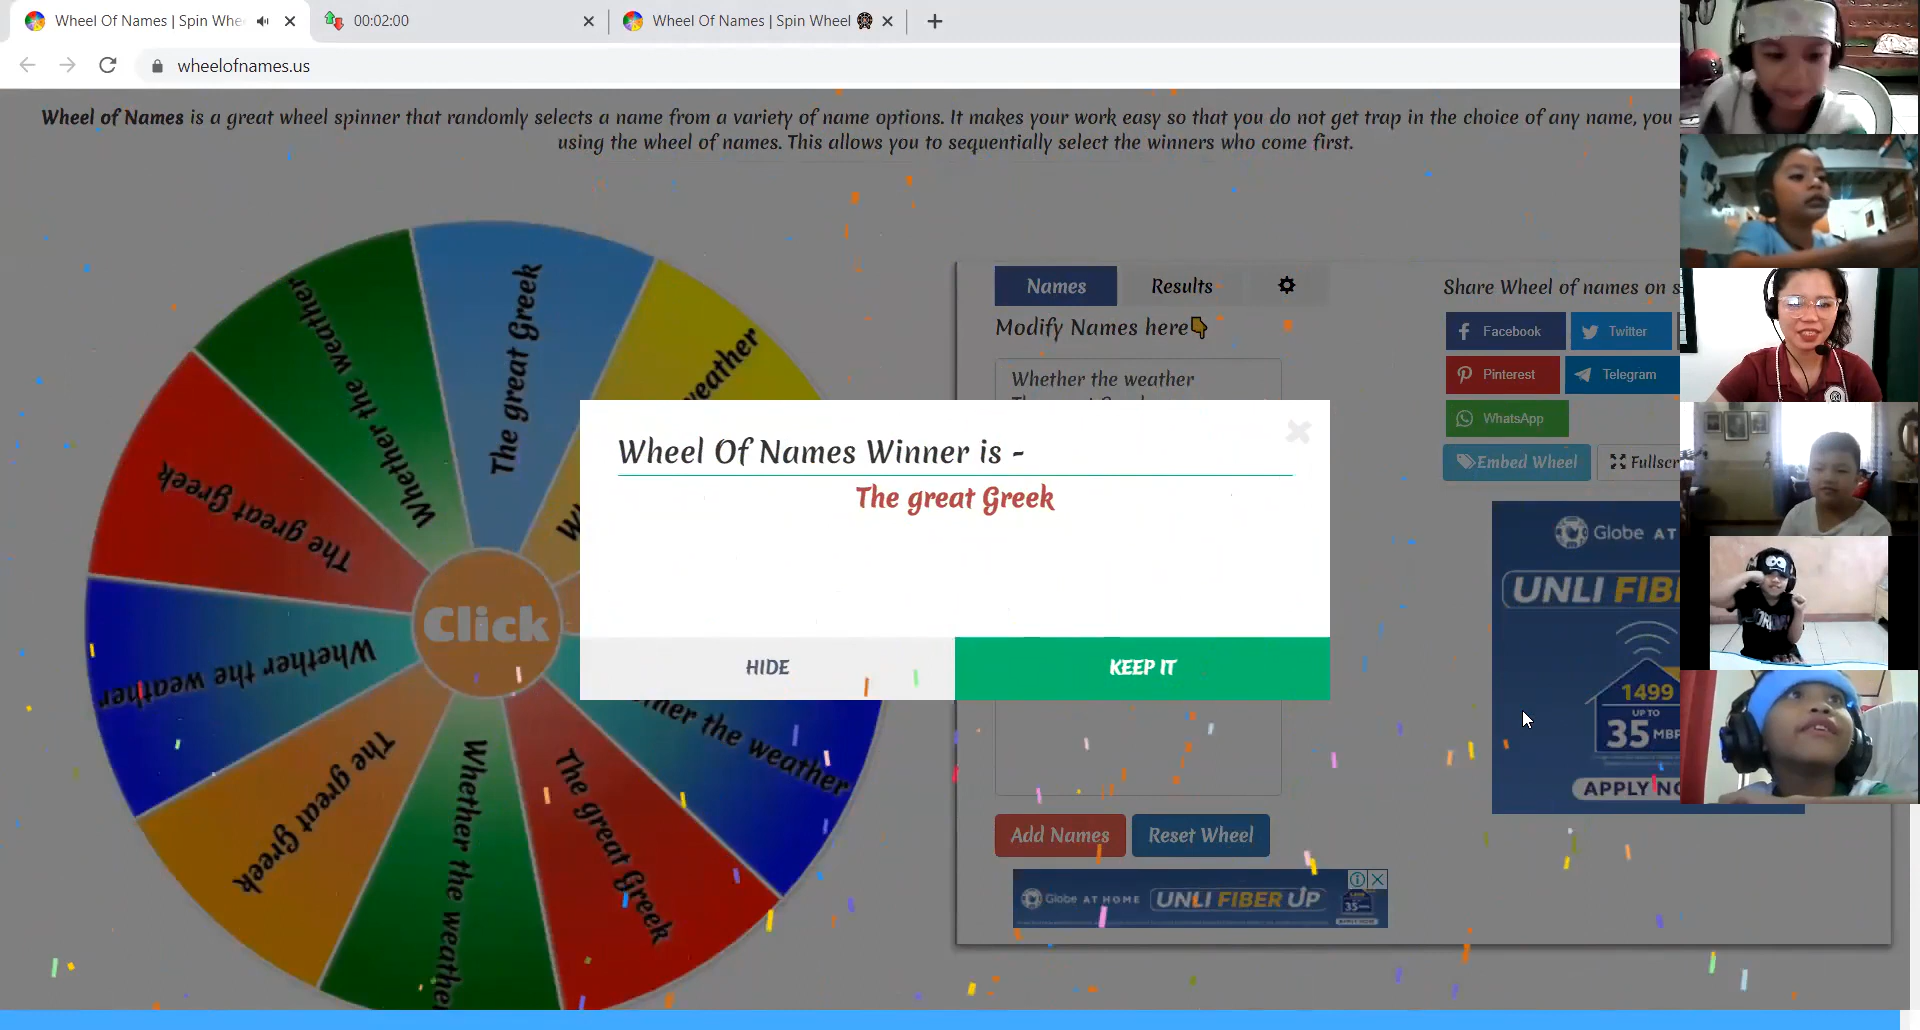 Wheel Of Names | Spin Whe
00:02:00
Wheel Of Names | Spin Wheel
wheelofnames.us
Wheel of Names is a great wheel spinner that randomly selects a name from a variety of name options. It makes your work easy so that you do not get trap in the choice of any name, you
using the wheel of names. This allows you to sequentially select the winners who come first.
The great Greek
weather
Whether the weather
The great Greek
Whether the weather
The great Greek
Whether the weather
The great Greek
her the weather
Click
Names
Results
Modify Names here
Whether the weather
Share Wheel of names on s
Facebook
Twitter
Pinterest
Telegram
WhatsApp
Embed Wheel
Fullscr
Wheel Of Names Winner is -
The great Greek
HIDE
KEEP IT
Add Names
Reset Wheel
Globe AT HOME UNLI FIBER UP
Globe AT
UNLI FIB
1499
UP TO
35 MBP
APPLY NO